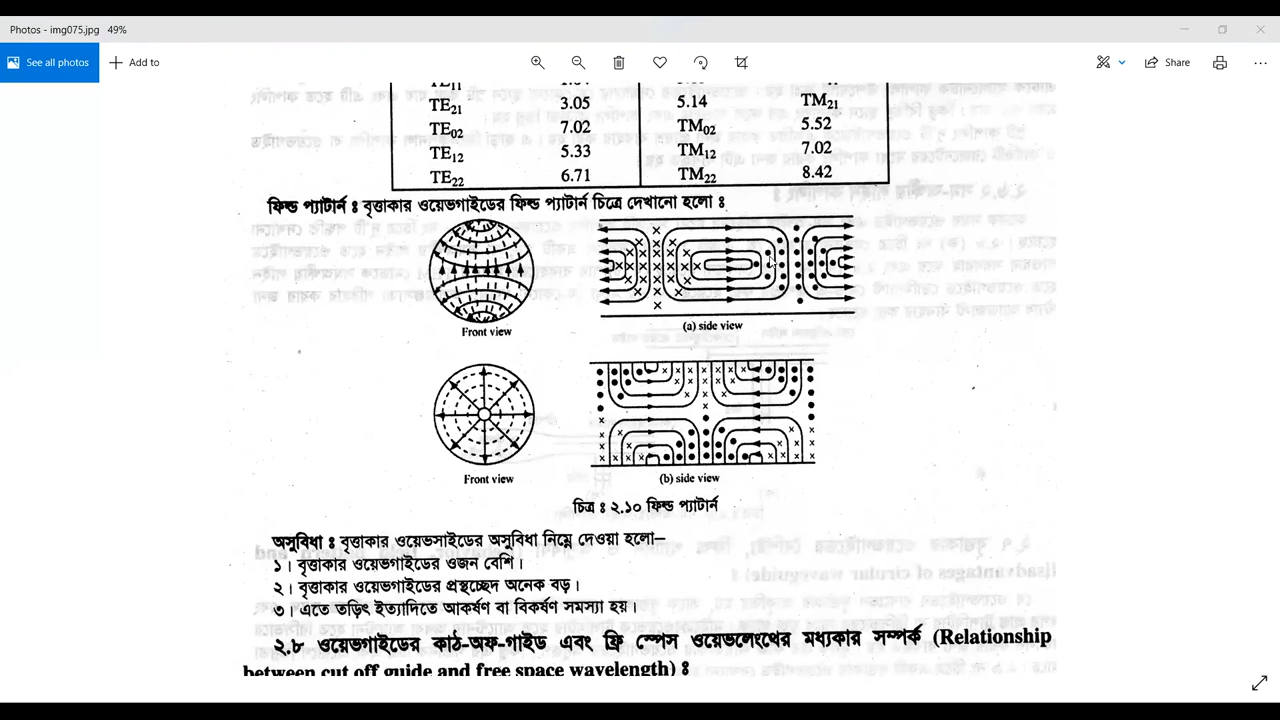 Photos - img075.jpg 49%
See all photos
Add to
Share
TE21 3.05 5.14 TM21
TE02 7.02 TM02 5.52
TE12 5.33 TM12 7.02
TE22 6.71 TM22 8.42
ফিল্ড প্যাটার্ন ঃ বৃত্তাকার ওয়েভগাইডের ফিল্ড প্যাটার্ন চিত্রে দেখানো হলো ঃ
Front view
(a) side view
Front view
(b) side view
চিত্র ঃ ২.১০ ফিল্ড প্যাটার্ন
অসুবিধা ঃ বৃত্তাকার ওয়েভসাইডের অসুবিধা নিম্নে দেওয়া হলো–
১। বৃত্তাকার ওয়েভগাইডের ওজন বেশি।
২। বৃত্তাকার ওয়েভগাইডের প্রস্থচ্ছেদ অনেক বড়।
৩। এতে তড়িৎ ইত্যাদিতে আকর্ষণ বা বিকর্ষণ সমস্যা হয়।
২.৮ ওয়েভগাইডের কাঠ-অফ-গাইড এবং ফ্রি স্পেস ওয়েভলেংথের মধ্যকার সম্পর্ক (Relationship
between cut off guide and free space wavelength) ঃ